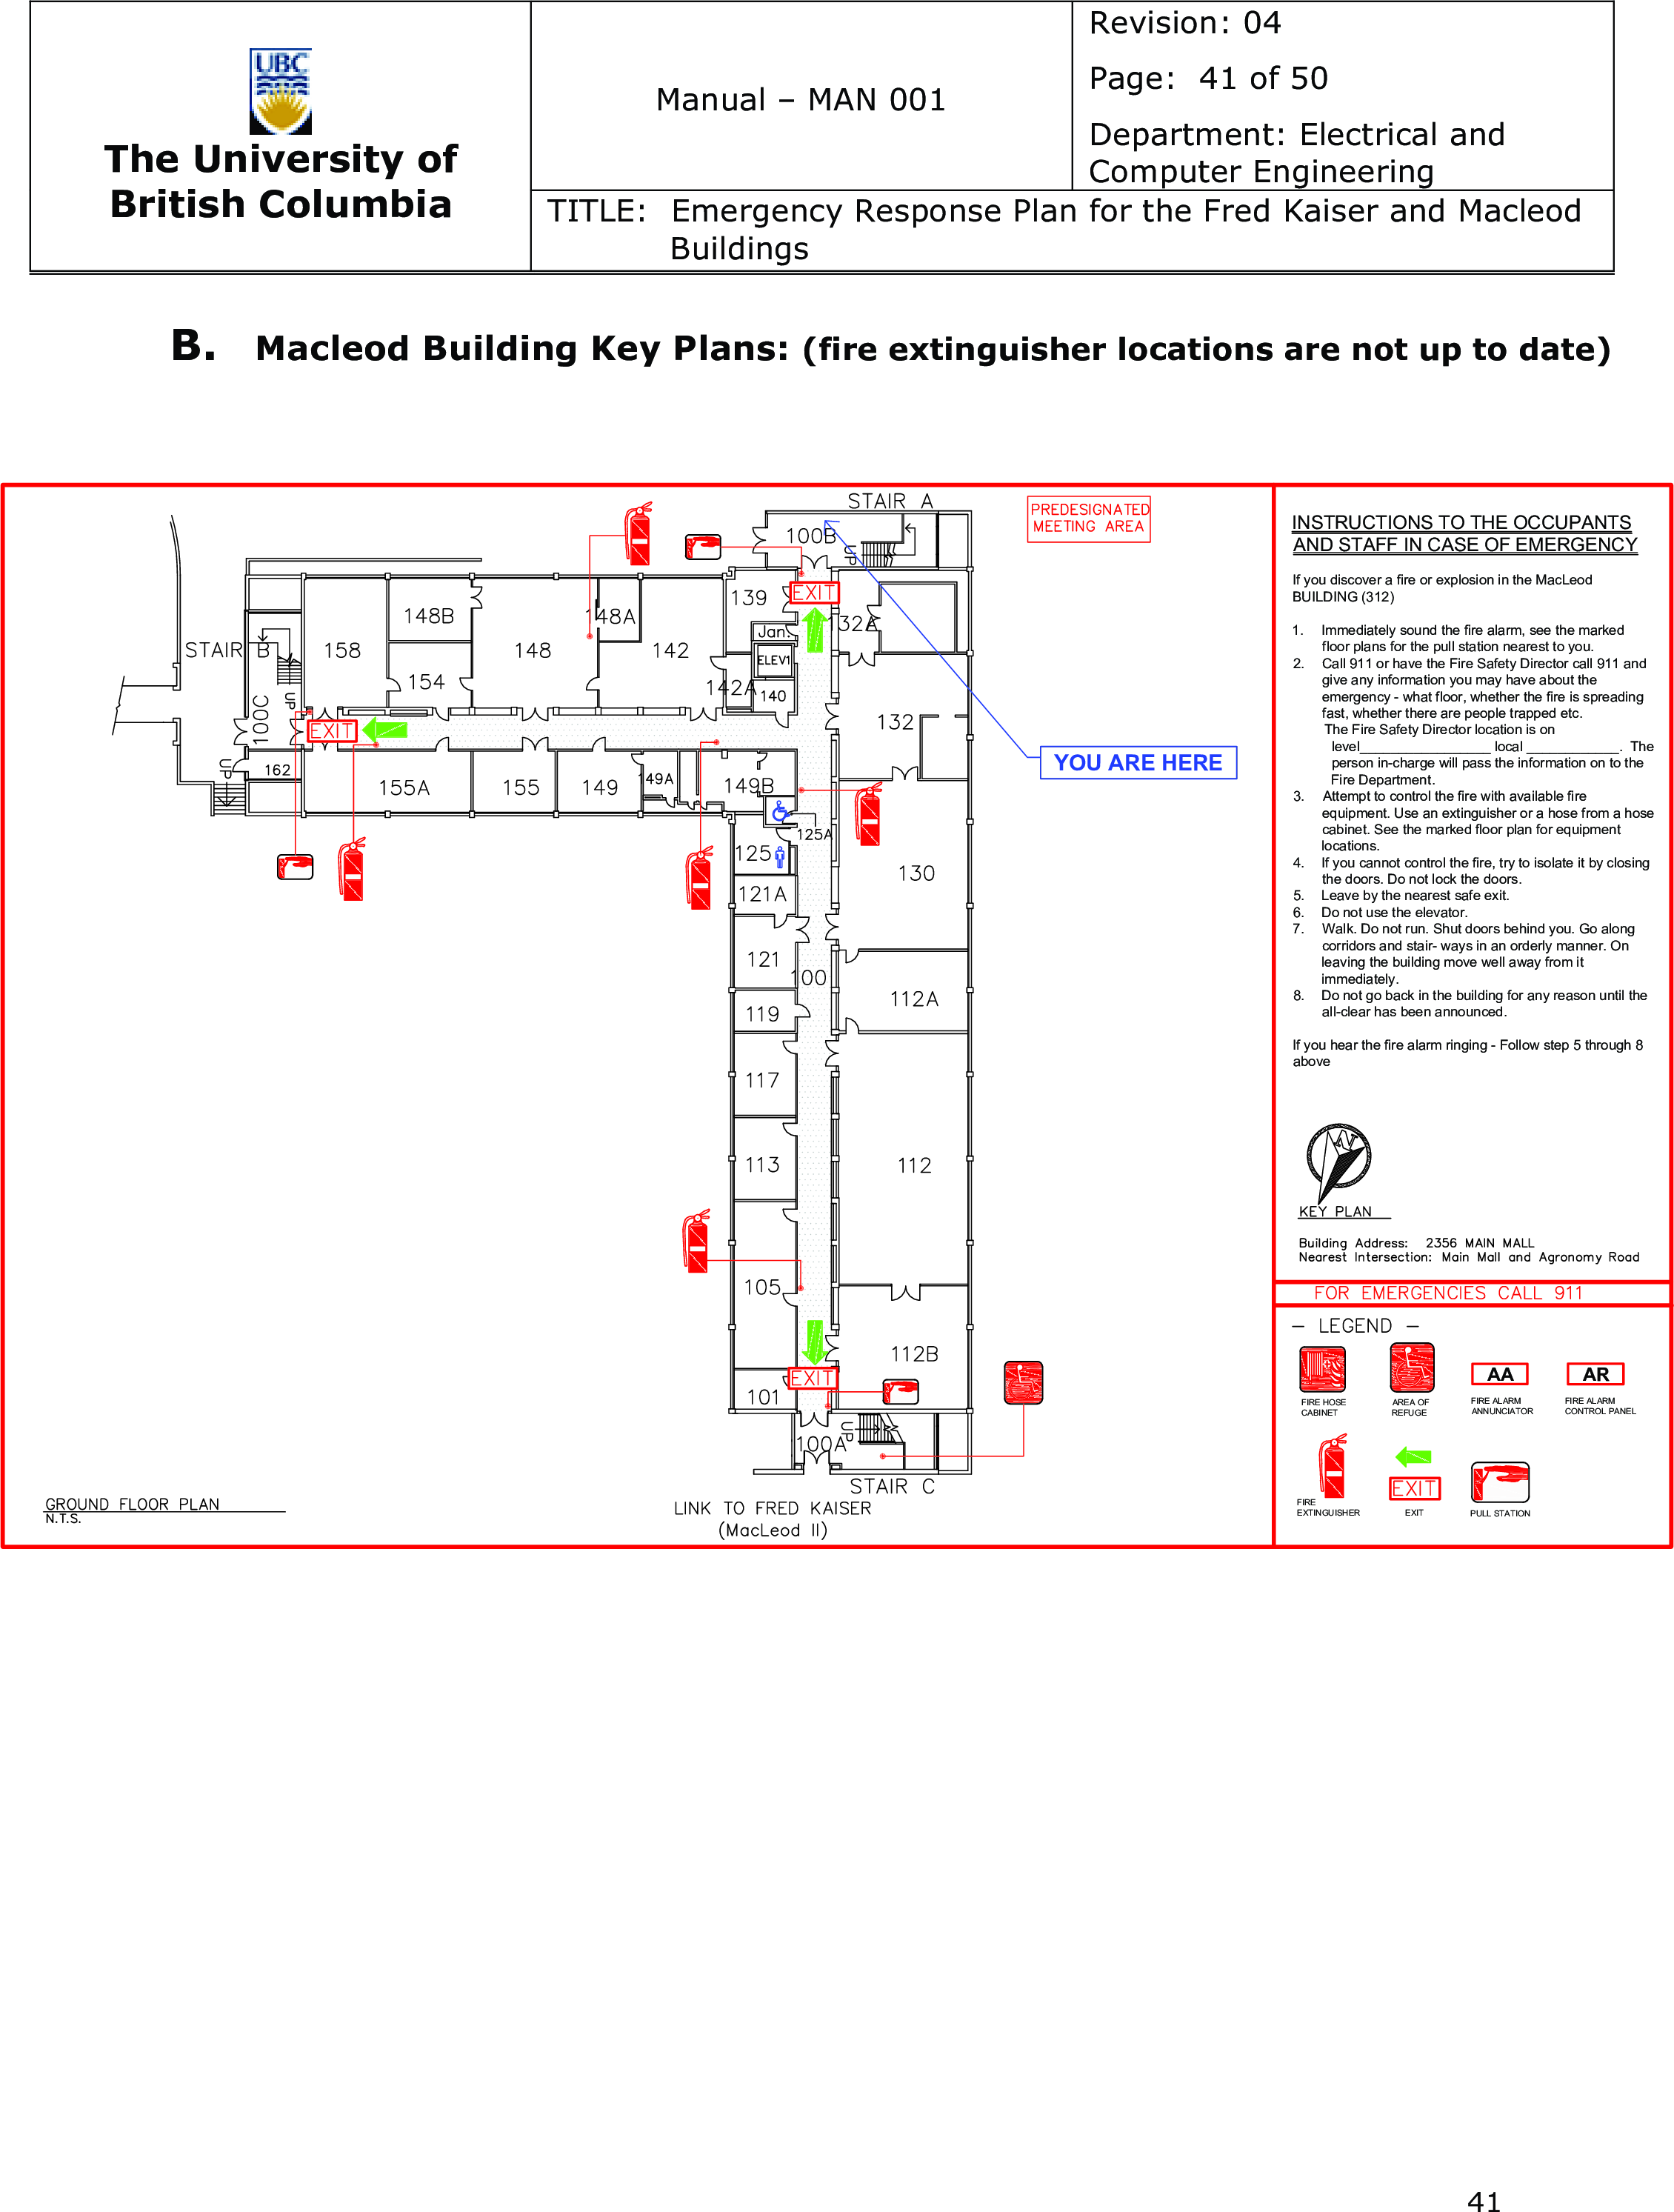 UBC
The University of
British Columbia
Manual – MAN 001
Revision: 04
Page:  41 of 50
Department: Electrical and
Computer Engineering
TITLE:  Emergency Response Plan for the Fred Kaiser and Macleod
Buildings
B.   Macleod Building Key Plans: (fire extinguisher locations are not up to date)
STAIR A
PREDESIGNATED
MEETING AREA
100B
UP
EXIT
139
148B
148A
132A
Jan.
STAIR B
158
148
142
ELEV1
154
142A
140
UP
100C
EXIT
132
YOU ARE HERE
UP
162
149A
155A
155
149
149B
125A
125
130
121A
121
100
112A
119
117
113
112
105
112B
EXIT
101
UP
100A
STAIR C
LINK TO FRED KAISER
(MacLeod II)
GROUND FLOOR PLAN
N.T.S.
INSTRUCTIONS TO THE OCCUPANTS
AND STAFF IN CASE OF EMERGENCY
If you discover a fire or explosion in the MacLeod
BUILDING (312)
1. Immediately sound the fire alarm, see the marked
floor plans for the pull station nearest to you.
2. Call 911 or have the Fire Safety Director call 911 and
give any information you may have about the
emergency - what floor, whether the fire is spreading
fast, whether there are people trapped etc.
The Fire Safety Director location is on
level_________________ local ____________. The
person in-charge will pass the information on to the
Fire Department.
3. Attempt to control the fire with available fire
equipment. Use an extinguisher or a hose from a hose
cabinet. See the marked floor plan for equipment
locations.
4. If you cannot control the fire, try to isolate it by closing
the doors. Do not lock the doors.
5. Leave by the nearest safe exit.
6. Do not use the elevator.
7. Walk. Do not run. Shut doors behind you. Go along
corridors and stair- ways in an orderly manner. On
leaving the building move well away from it
immediately.
8. Do not go back in the building for any reason until the
all-clear has been announced.
If you hear the fire alarm ringing - Follow step 5 through 8
above
N
KEY PLAN
Building Address: 2356 MAIN MALL
Nearest Intersection: Main Mall and Agronomy Road
FOR EMERGENCIES CALL 911
– LEGEND –
AA
AR
FIRE HOSE
CABINET
AREA OF
REFUGE
FIRE ALARM
ANNUNCIATOR
FIRE ALARM
CONTROL PANEL
EXIT
FIRE
EXTINGUISHER
EXIT
PULL STATION
41